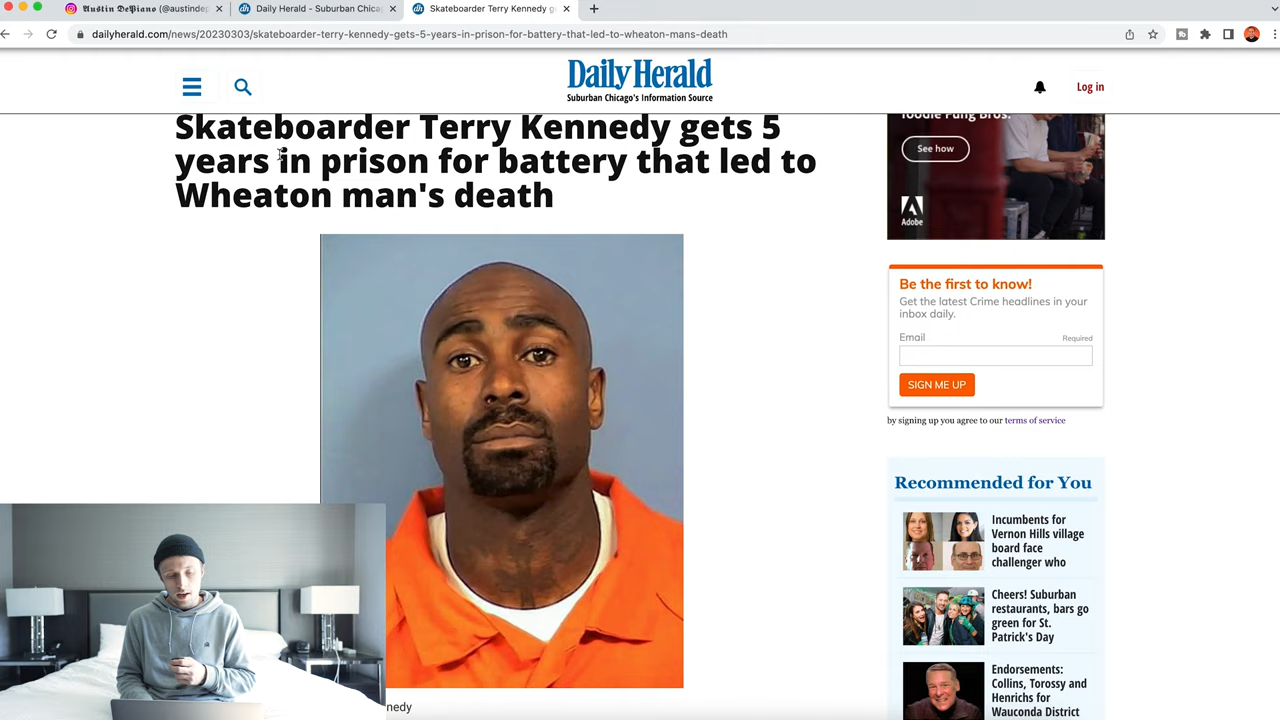 𝕬𝖚𝖘𝖙𝖎𝖓 𝕯𝖊𝕻𝖎𝖆𝖓𝖔 (@austindep
Daily Herald - Suburban Chica
Skateboarder Terry Kennedy g
dailyherald.com/news/20230303/skateboarder-terry-kennedy-gets-5-years-in-prison-for-battery-that-led-to-wheaton-mans-death
Daily Herald
Suburban Chicago's Information Source
Log in
Skateboarder Terry Kennedy gets 5
years in prison for battery that led to
Wheaton man's death
nedy
See how
Adobe
Be the first to know!
Get the latest Crime headlines in your
inbox daily.
Email
Required
SIGN ME UP
by signing up you agree to our terms of service
Recommended for You
Incumbents for
Vernon Hills village
board face
challenger who
Cheers! Suburban
restaurants, bars go
green for St.
Patrick's Day
Endorsements:
Collins, Torossy and
Henrichs for
Wauconda District